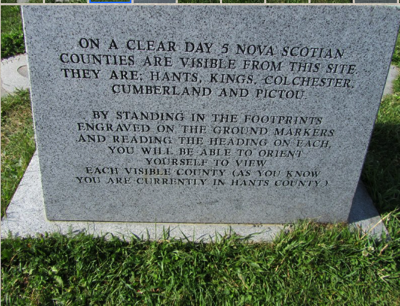 ON A CLEAR DAY 5 NOVA SCOTIAN
COUNTIES ARE VISIBLE FROM THIS SITE.
THEY ARE; HANTS, KINGS, COLCHESTER,
CUMBERLAND AND PICTOU.
BY STANDING IN THE FOOTPRINTS
ENGRAVED ON THE GROUND MARKERS
AND READING THE HEADING ON EACH,
YOU WILL BE ABLE TO ORIENT
YOURSELF TO VIEW
EACH VISIBLE COUNTY (AS YOU KNOW
YOU ARE CURRENTLY IN HANTS COUNTY.)